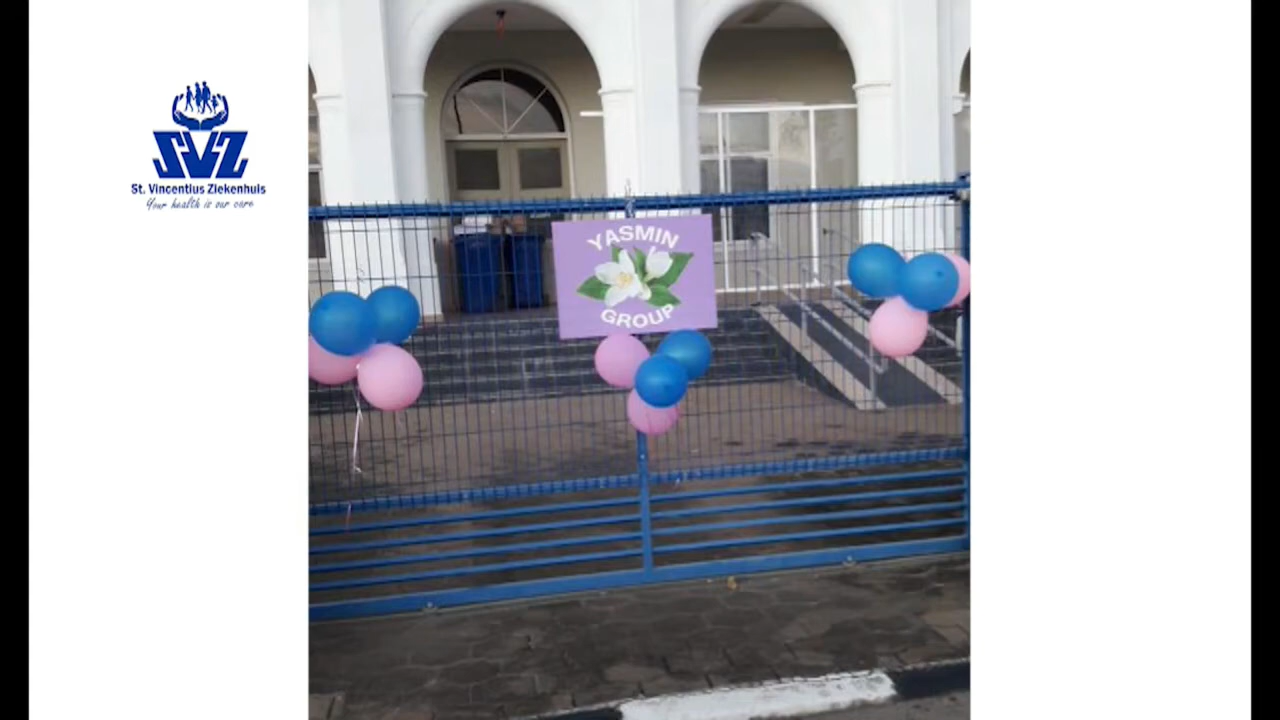 SVZ
St. Vincentius Ziekenhuis
Your health is our care
YASMIN
GROUP